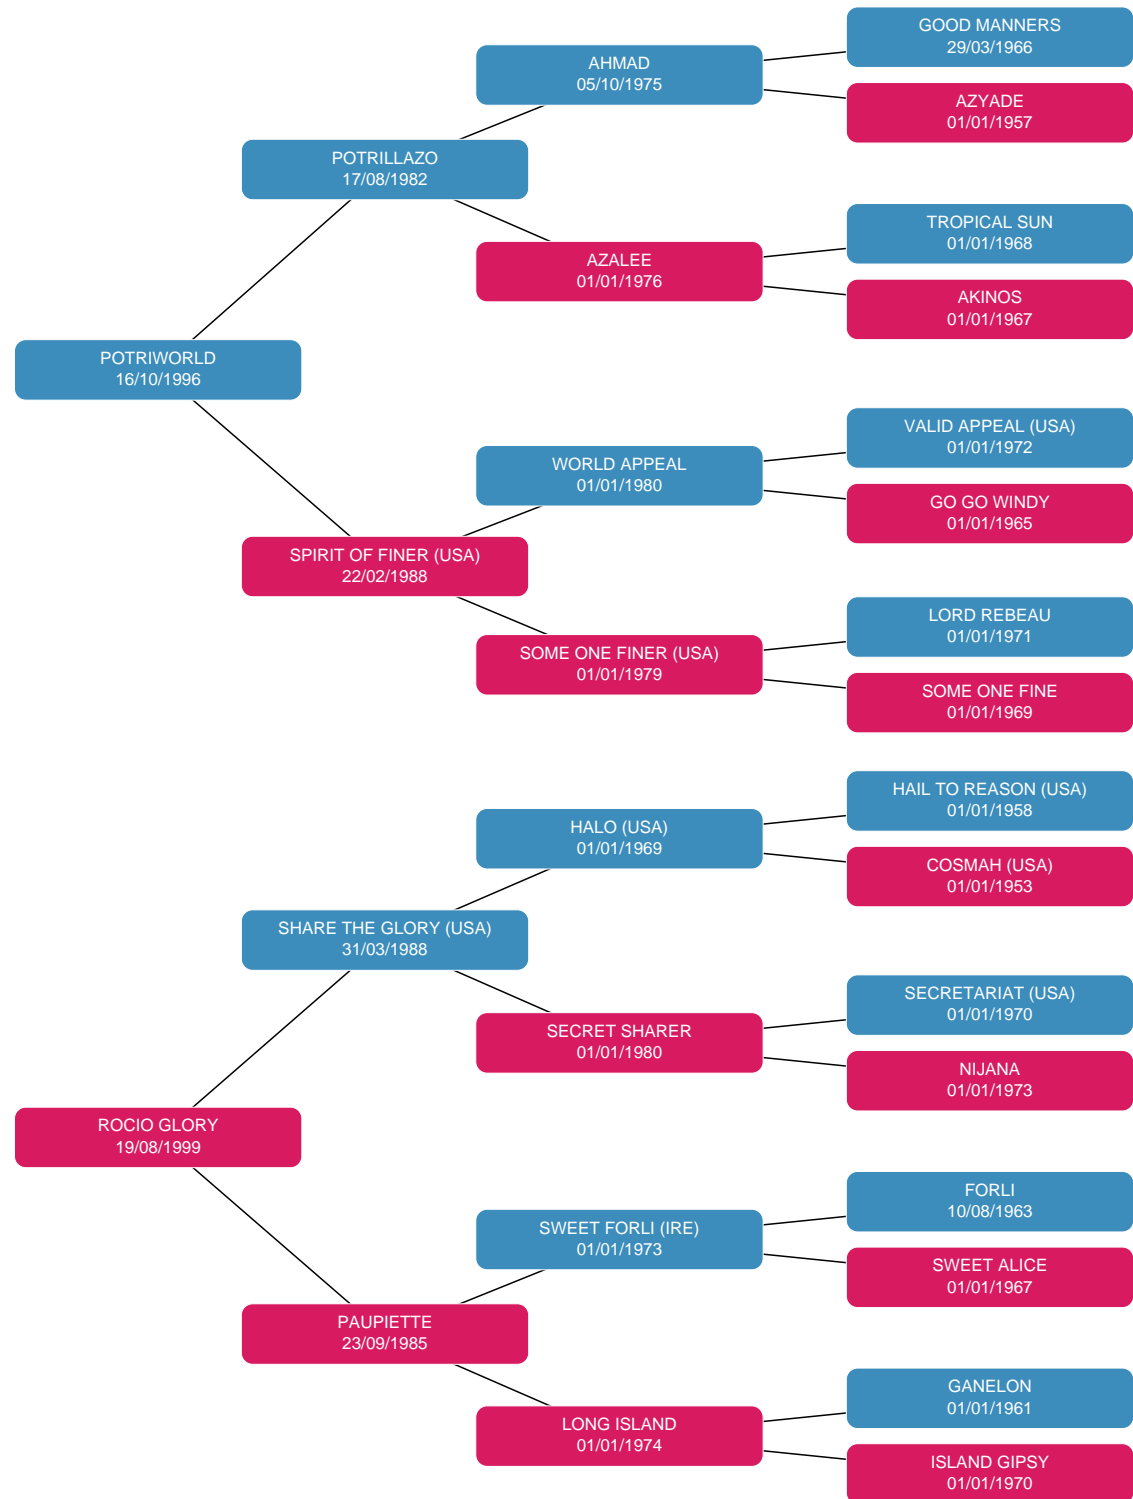 GOOD MANNERS
29/03/1966
AHMAD
05/10/1975
AZYADE
01/01/1957
POTRILLAZO
17/08/1982
TROPICAL SUN
01/01/1968
AZALEE
01/01/1976
AKINOS
01/01/1967
POTRIWORLD
16/10/1996
VALID APPEAL (USA)
01/01/1972
WORLD APPEAL
01/01/1980
GO GO WINDY
01/01/1965
SPIRIT OF FINER (USA)
22/02/1988
LORD REBEAU
01/01/1971
SOME ONE FINER (USA)
01/01/1979
SOME ONE FINE
01/01/1969
HAIL TO REASON (USA)
01/01/1958
HALO (USA)
01/01/1969
COSMAH (USA)
01/01/1953
SHARE THE GLORY (USA)
31/03/1988
SECRETARIAT (USA)
01/01/1970
SECRET SHARER
01/01/1980
NIJANA
01/01/1973
ROCIO GLORY
19/08/1999
FORLI
10/08/1963
SWEET FORLI (IRE)
01/01/1973
SWEET ALICE
01/01/1967
PAUPIETTE
23/09/1985
GANELON
01/01/1961
LONG ISLAND
01/01/1974
ISLAND GIPSY
01/01/1970